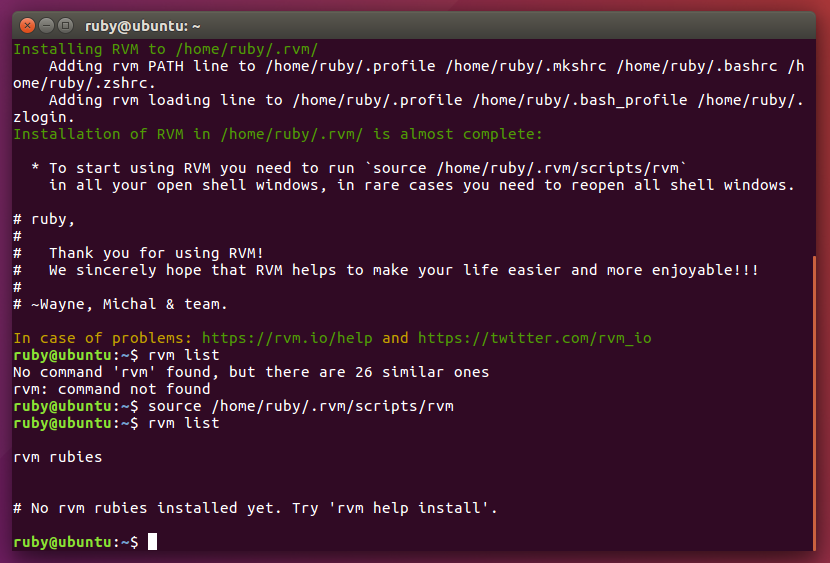 ruby@ubuntu: ~
Installing RVM to /home/ruby/.rvm/
    Adding rvm PATH line to /home/ruby/.profile /home/ruby/.mkshrc /home/ruby/.bashrc /h
ome/ruby/.zshrc.
    Adding rvm loading line to /home/ruby/.profile /home/ruby/.bash_profile /home/ruby/.
zlogin.
Installation of RVM in /home/ruby/.rvm/ is almost complete:
  * To start using RVM you need to run `source /home/ruby/.rvm/scripts/rvm`
    in all your open shell windows, in rare cases you need to reopen all shell windows.
# ruby,
#
#   Thank you for using RVM!
#   We sincerely hope that RVM helps to make your life easier and more enjoyable!!!
#
# ~Wayne, Michal & team.
In case of problems: https://rvm.io/help and https://twitter.com/rvm_io
ruby@ubuntu:~$ rvm list
No command 'rvm' found, but there are 26 similar ones
rvm: command not found
ruby@ubuntu:~$ source /home/ruby/.rvm/scripts/rvm
ruby@ubuntu:~$ rvm list
rvm rubies
# No rvm rubies installed yet. Try 'rvm help install'.
ruby@ubuntu:~$